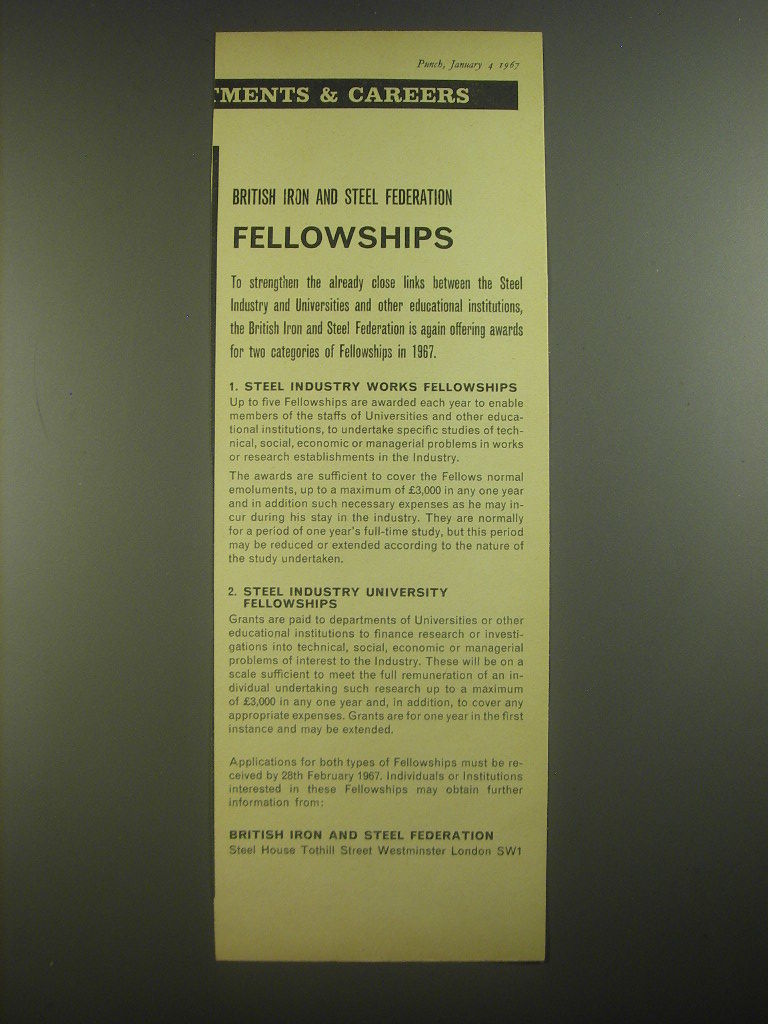 Punch, January 4 1967
TMENTS & CAREERS
BRITISH IRON AND STEEL FEDERATION
FELLOWSHIPS
To strengthen the already close links between the Steel
Industry and Universities and other educational institutions,
the British Iron and Steel Federation is again offering awards
for two categories of Fellowships in 1967.
1. STEEL INDUSTRY WORKS FELLOWSHIPS
Up to five Fellowships are awarded each year to enable
members of the staffs of Universities and other educa-
tional institutions, to undertake specific studies of tech-
nical, social, economic or managerial problems in works
or research establishments in the Industry.
The awards are sufficient to cover the Fellows normal
emoluments, up to a maximum of £3,000 in any one year
and in addition such necessary expenses as he may in-
cur during his stay in the industry. They are normally
for a period of one year's full-time study, but this period
may be reduced or extended according to the nature of
the study undertaken.
2. STEEL INDUSTRY UNIVERSITY
FELLOWSHIPS
Grants are paid to departments of Universities or other
educational institutions to finance research or investi-
gations into technical, social, economic or managerial
problems of interest to the Industry. These will be on a
scale sufficient to meet the full remuneration of an in-
dividual undertaking such research up to a maximum
of £3,000 in any one year and, in addition, to cover any
appropriate expenses. Grants are for one year in the first
instance and may be extended.
Applications for both types of Fellowships must be re-
ceived by 28th February 1967. Individuals or Institutions
interested in these Fellowships may obtain further
information from:
BRITISH IRON AND STEEL FEDERATION
Steel House Tothill Street Westminster London SW1